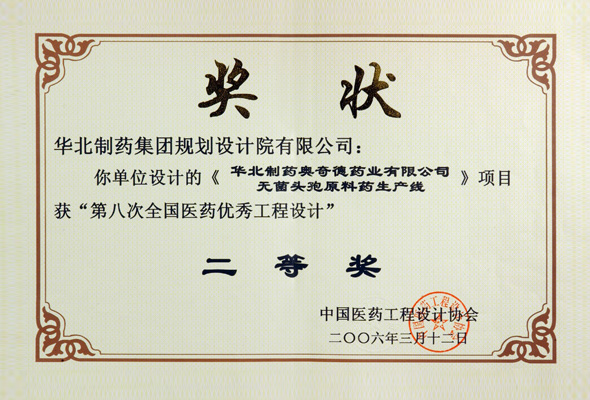 奖 状
华北制药集团规划设计院有限公司：
你单位设计的《华北制药奥奇德药业有限公司
无菌头孢原料药生产线》项目
获“第八次全国医药优秀工程设计”
二等奖
中国医药工程设计协会
二〇〇六年三月十二日